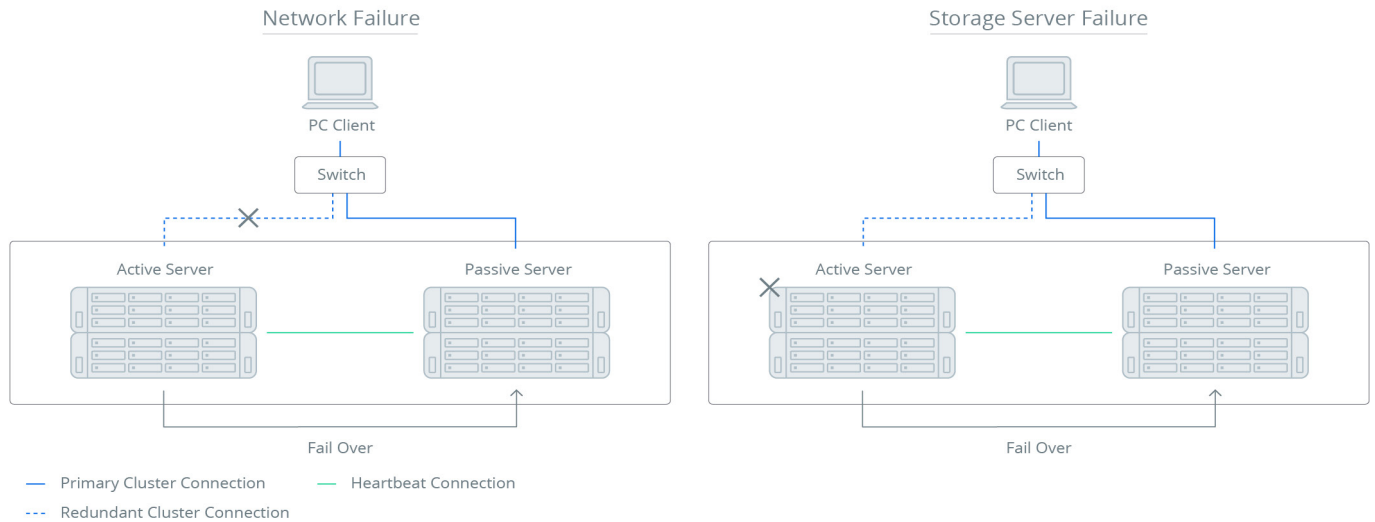 Network Failure
PC Client
Switch
Active Server
Passive Server
Fail Over
Storage Server Failure
PC Client
Switch
Active Server
Passive Server
Fail Over
Primary Cluster Connection
Heartbeat Connection
Redundant Cluster Connection